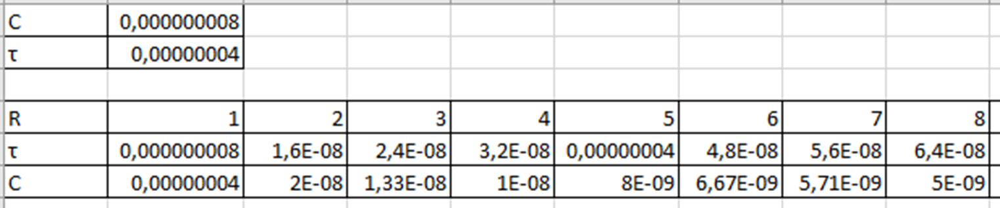 C 0,000000008
τ 0,00000004
R 1 2 3 4 5 6 7 8
τ 0,000000008 1,6E-08 2,4E-08 3,2E-08 0,00000004 4,8E-08 5,6E-08 6,4E-08
C 0,00000004 2E-08 1,33E-08 1E-08 8E-09 6,67E-09 5,71E-09 5E-09